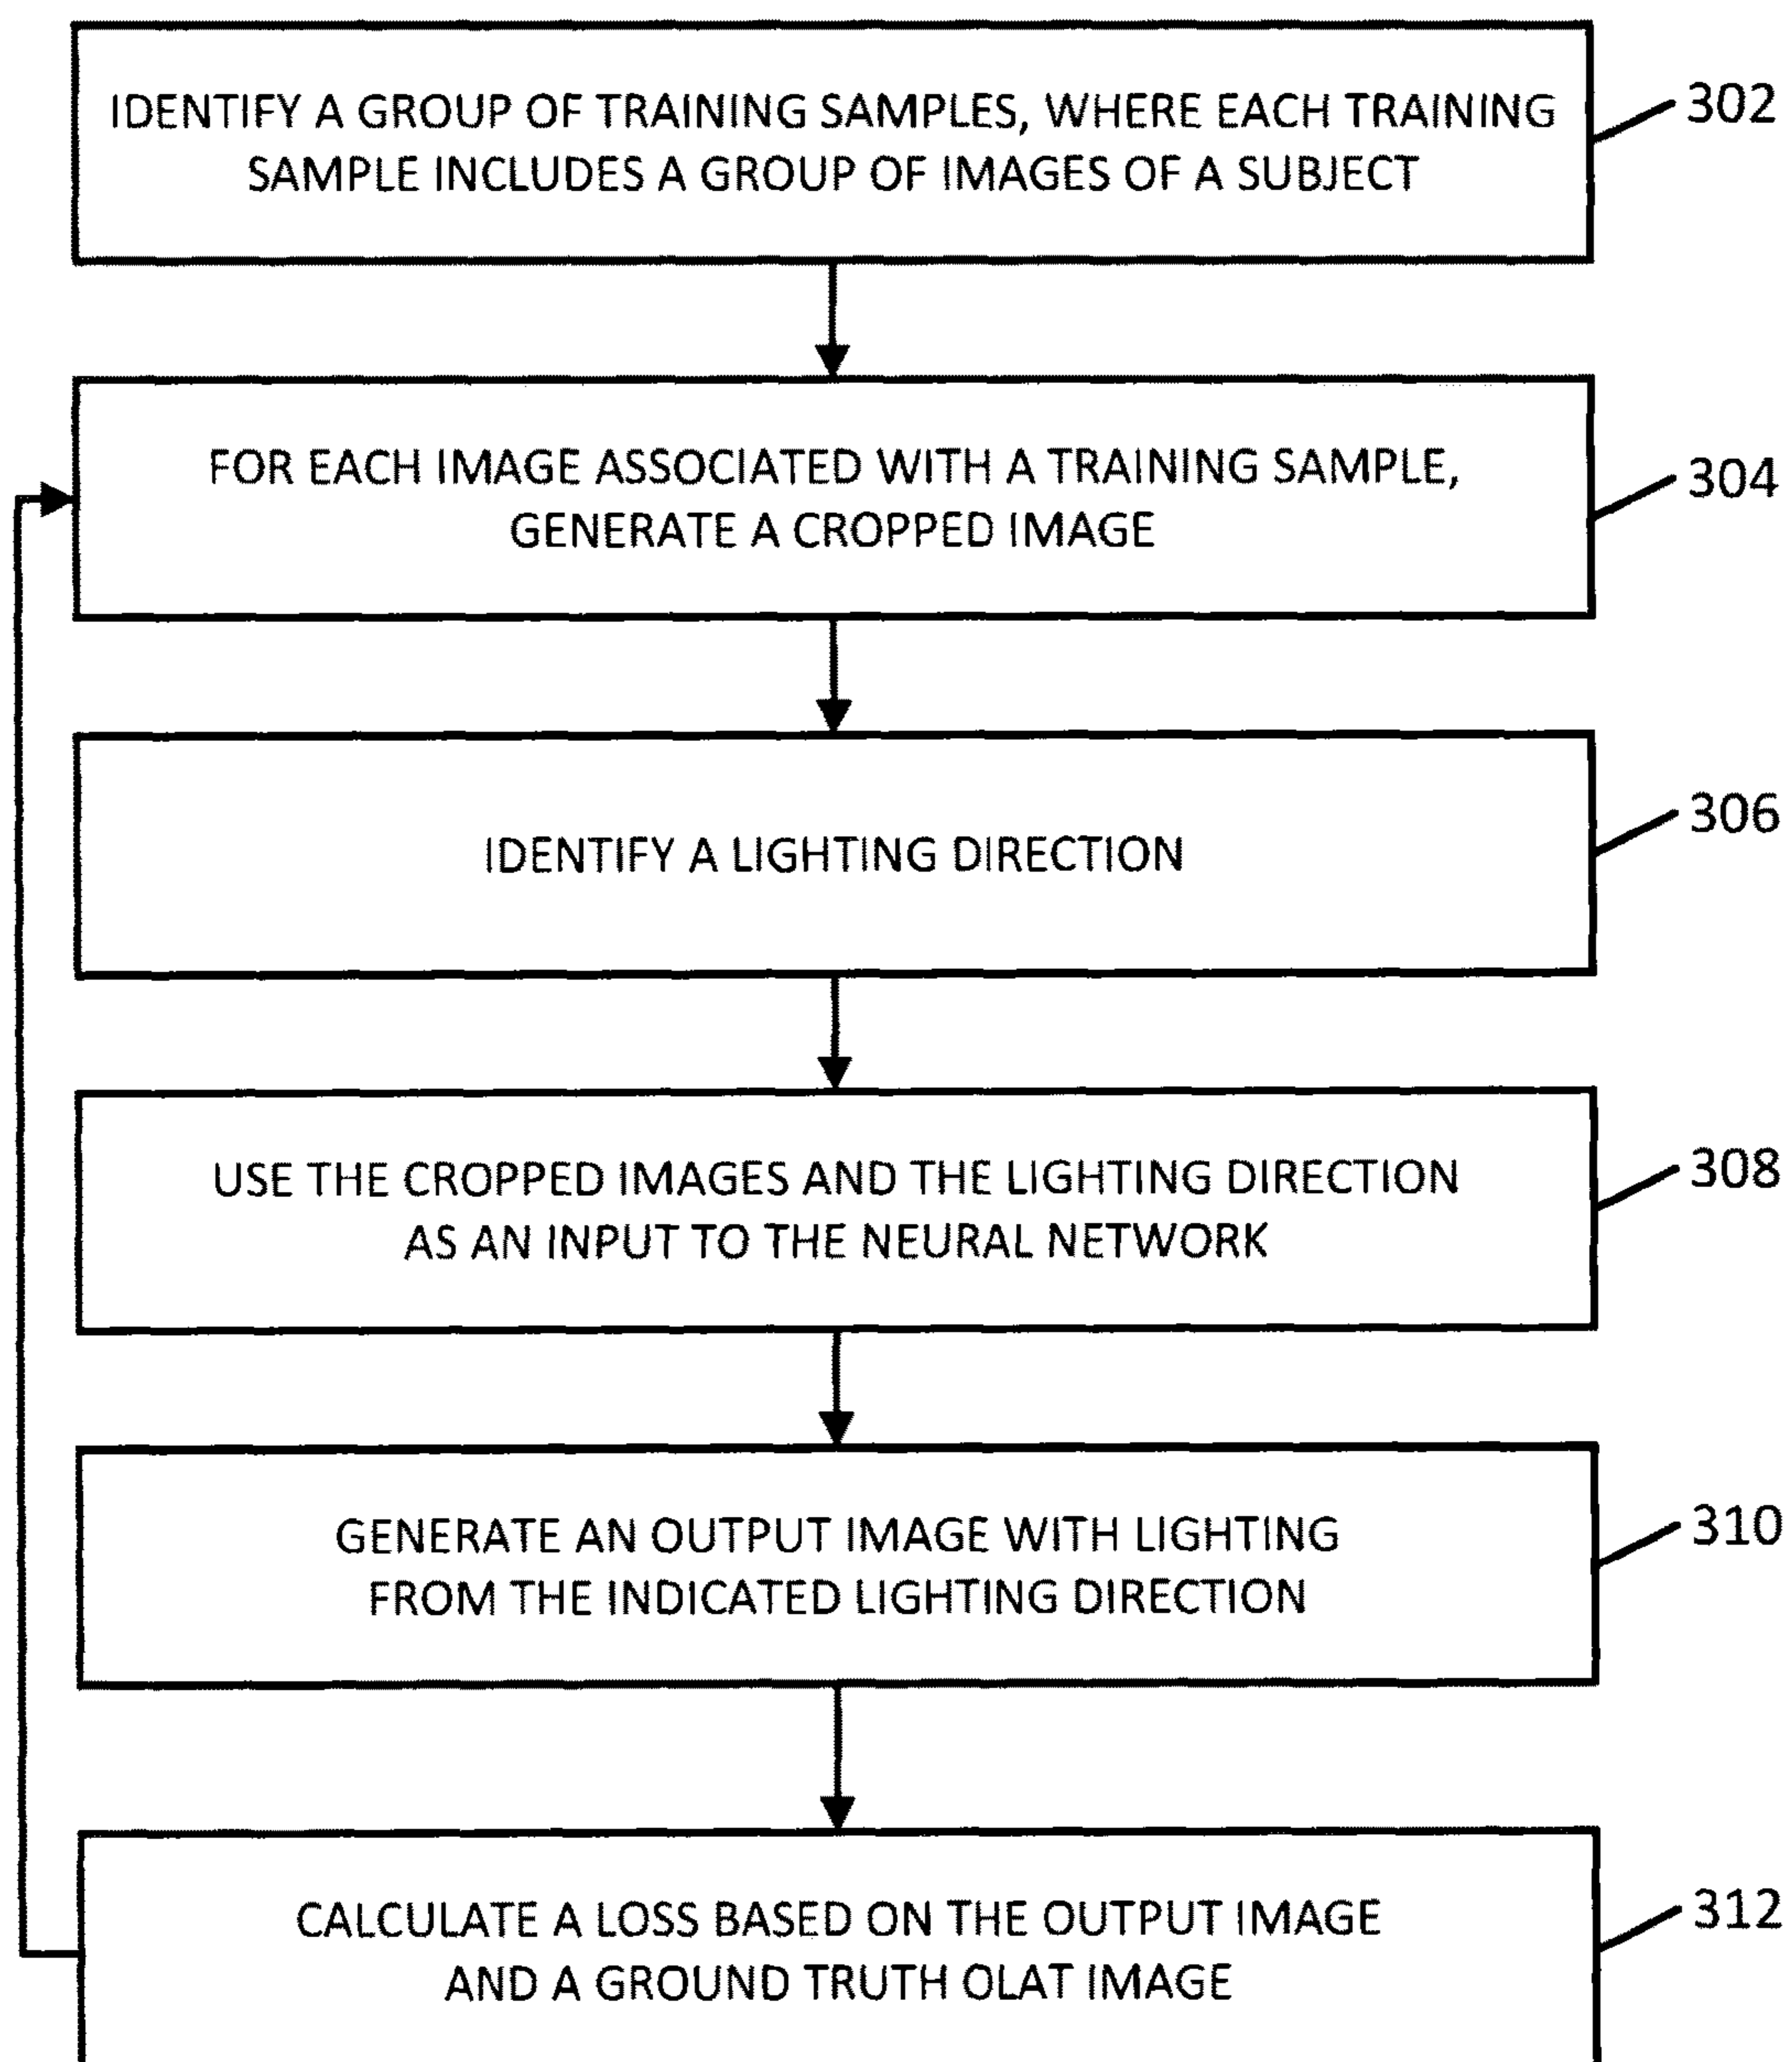 IDENTIFY A GROUP OF TRAINING SAMPLES, WHERE EACH TRAINING
SAMPLE INCLUDES A GROUP OF IMAGES OF A SUBJECT
302
FOR EACH IMAGE ASSOCIATED WITH A TRAINING SAMPLE,
GENERATE A CROPPED IMAGE
304
IDENTIFY A LIGHTING DIRECTION
306
USE THE CROPPED IMAGES AND THE LIGHTING DIRECTION
AS AN INPUT TO THE NEURAL NETWORK
308
GENERATE AN OUTPUT IMAGE WITH LIGHTING
FROM THE INDICATED LIGHTING DIRECTION
310
CALCULATE A LOSS BASED ON THE OUTPUT IMAGE
AND A GROUND TRUTH OLAT IMAGE
312